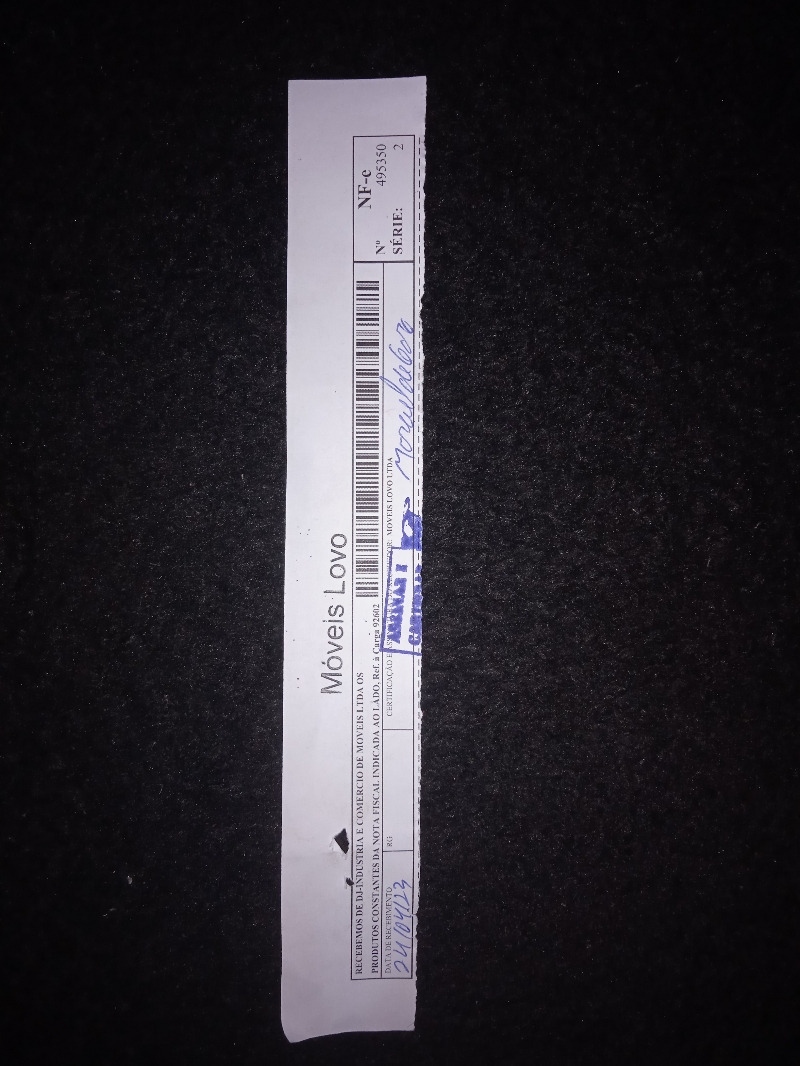 Móveis Lovo
RECEBEMOS DE DJ-INDUSTRIA E COMERCIO DE MOVEIS LTDA OS
PRODUTOS CONSTANTES DA NOTA FISCAL INDICADA AO LADO, Ref. à Carga 92602
NF-e
Nº 495350
SÉRIE: 2
DATA DE RECEBIMENTO
24/04/23
RG
CERTIFICAÇÃO E MOVEIS LOVO LTDA
ASSINAR E